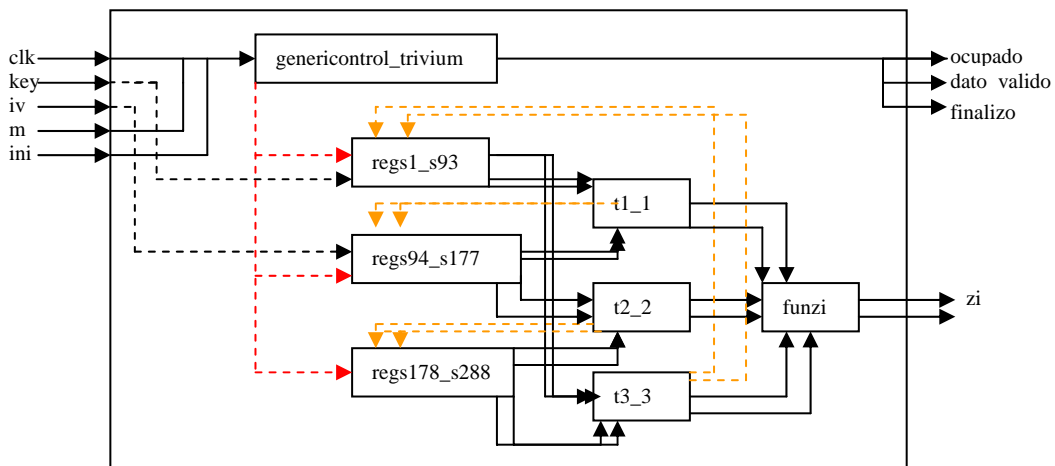 clk
key
iv
m
ini
genericontrol_trivium
ocupado
dato valido
finalizo
regs1_s93
t1_1
regs94_s177
t2_2
funzi
zi
regs178_s288
t3_3